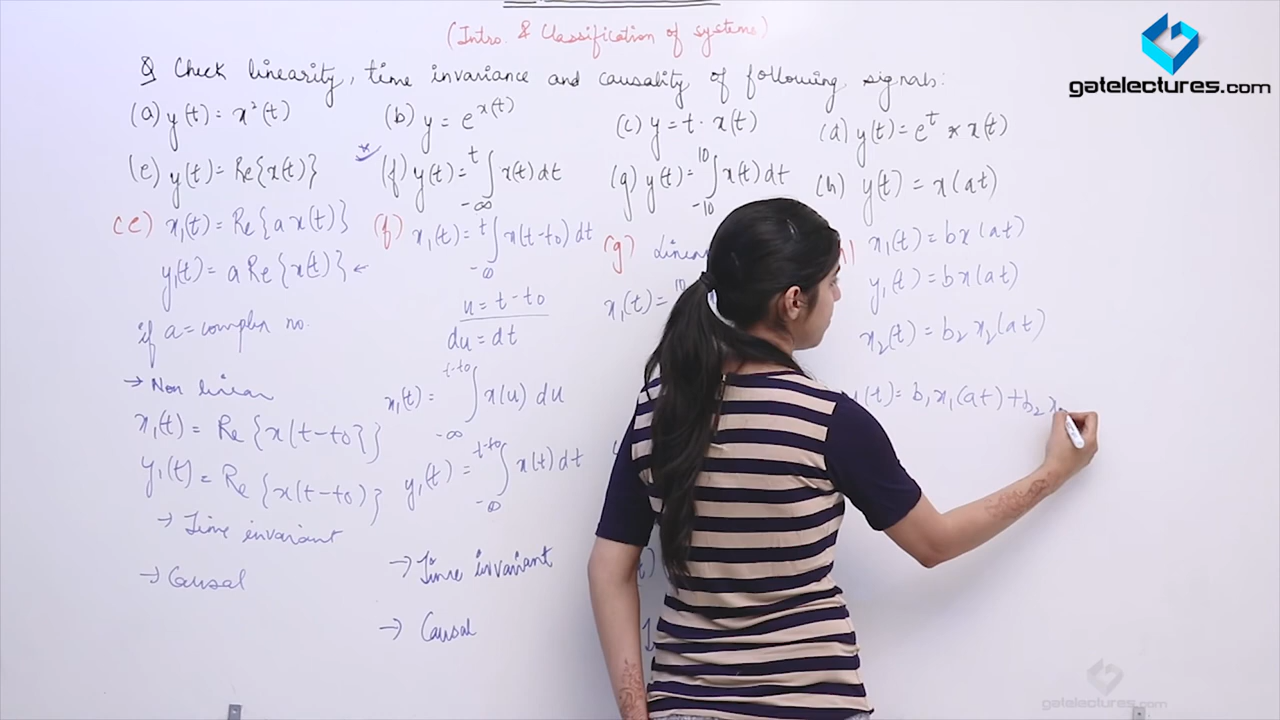 (Intro. & Classification of systems)
gatelectures.com
Q Check linearity, time invariance and causality of following signals:
(a) y(t) = x²(t) (b) y = e^x(t) (c) y = t · x(t) (d) y(t) = e^t * x(t)
(e) y(t) = Re{x(t)} (f) y(t) = ∫_{-∞}^{t} x(t) dt (g) y(t) = ∫_{-10}^{10} x(t) dt (h) y(t) = x(at)
(e) x₁(t) = Re{a x(t)}
y₁(t) = a Re{x(t)} ←
if a = complex no.
→ Non linear
x₁(t) = Re{x(t-t₀}}
y₁(t) = Re{x(t-t₀)}
→ Time invariant
→ Causal
(f) x₁(t) = ∫_{-∞}^{t} x(t-t₀) dt
u = t-t₀
du = dt
x₁(t) = ∫_{-∞}^{t-t₀} x(u) du
y₁(t) = ∫_{-∞}^{t-t₀} x(t) dt
→ Time invariant
→ Causal
(g)
x₁(t) = 10
x₁(t) = bx(at)
y₁(t) = bx(at)
x₂(t) = b₂ x₂(at)
(t) = b₁ x₁(at) + b₂ x
gatelectures.com